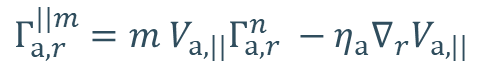 Γ_{a,r}^{||m} = m V_{a,||} Γ_{a,r}^{n} − η_a ∇_r V_{a,||}